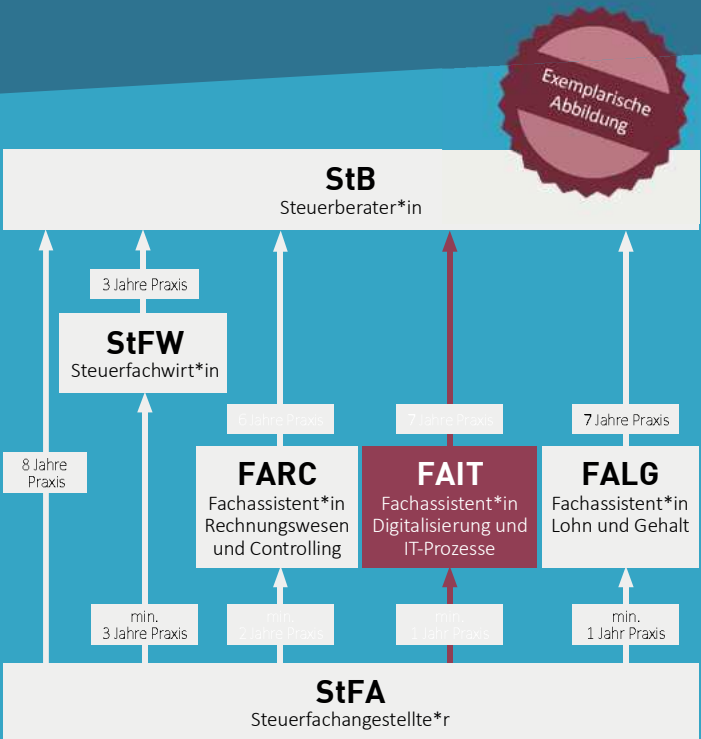 Exemplarische
Abbildung
StB
Steuerberater*in
3 Jahre Praxis
StFW
Steuerfachwirt*in
6 Jahre Praxis
7 Jahre Praxis
7 Jahre Praxis
8 Jahre
Praxis
FARC
Fachassistent*in
Rechnungswesen
und Controlling
FAIT
Fachassistent*in
Digitalisierung und
IT-Prozesse
FALG
Fachassistent*in
Lohn und Gehalt
min.
3 Jahre Praxis
min.
2 Jahre Praxis
min.
1 Jahr Praxis
min.
1 Jahr Praxis
StFA
Steuerfachangestellte*r